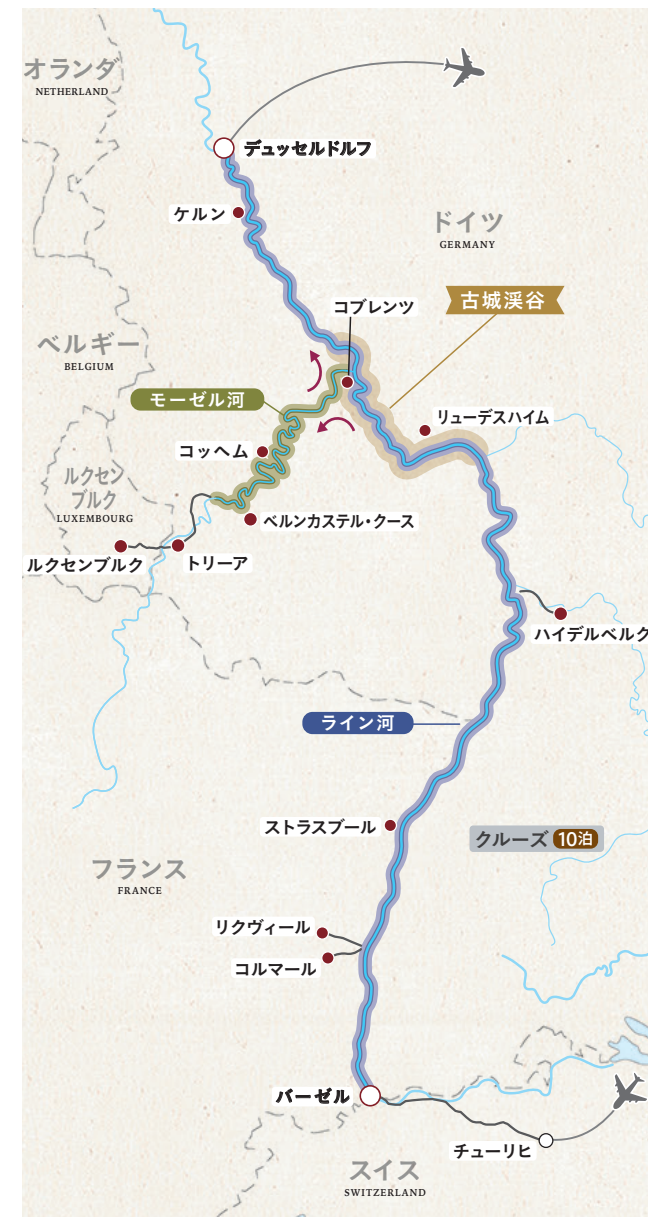 オランダ
NETHERLAND
デュッセルドルフ
ケルン
ドイツ
GERMANY
コブレンツ
古城渓谷
ベルギー
BELGIUM
モーゼル河
リューデスハイム
コッヘム
ルクセン
ブルク
LUXEMBOURG
ベルンカステル・クース
ルクセンブルク
トリーア
ハイデルベルク
ライン河
ストラスブール
クルーズ 10泊
フランス
FRANCE
リクヴィール
コルマール
バーゼル
チューリヒ
スイス
SWITZERLAND